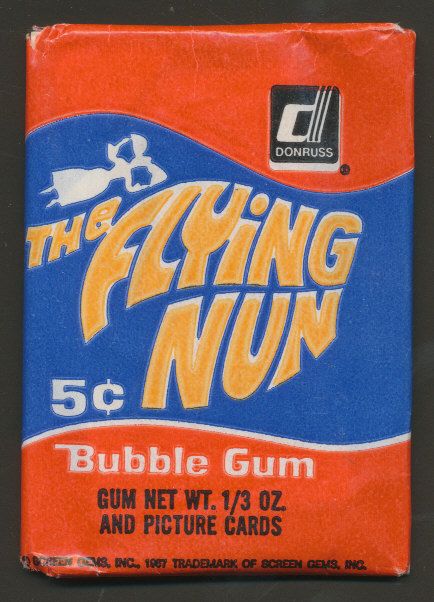 DONRUSS
®
THE
FLYING
NUN
5¢
Bubble Gum
GUM NET WT. 1/3 OZ.
AND PICTURE CARDS
© SCREEN GEMS, INC., 1967 TRADEMARK OF SCREEN GEMS, INC.